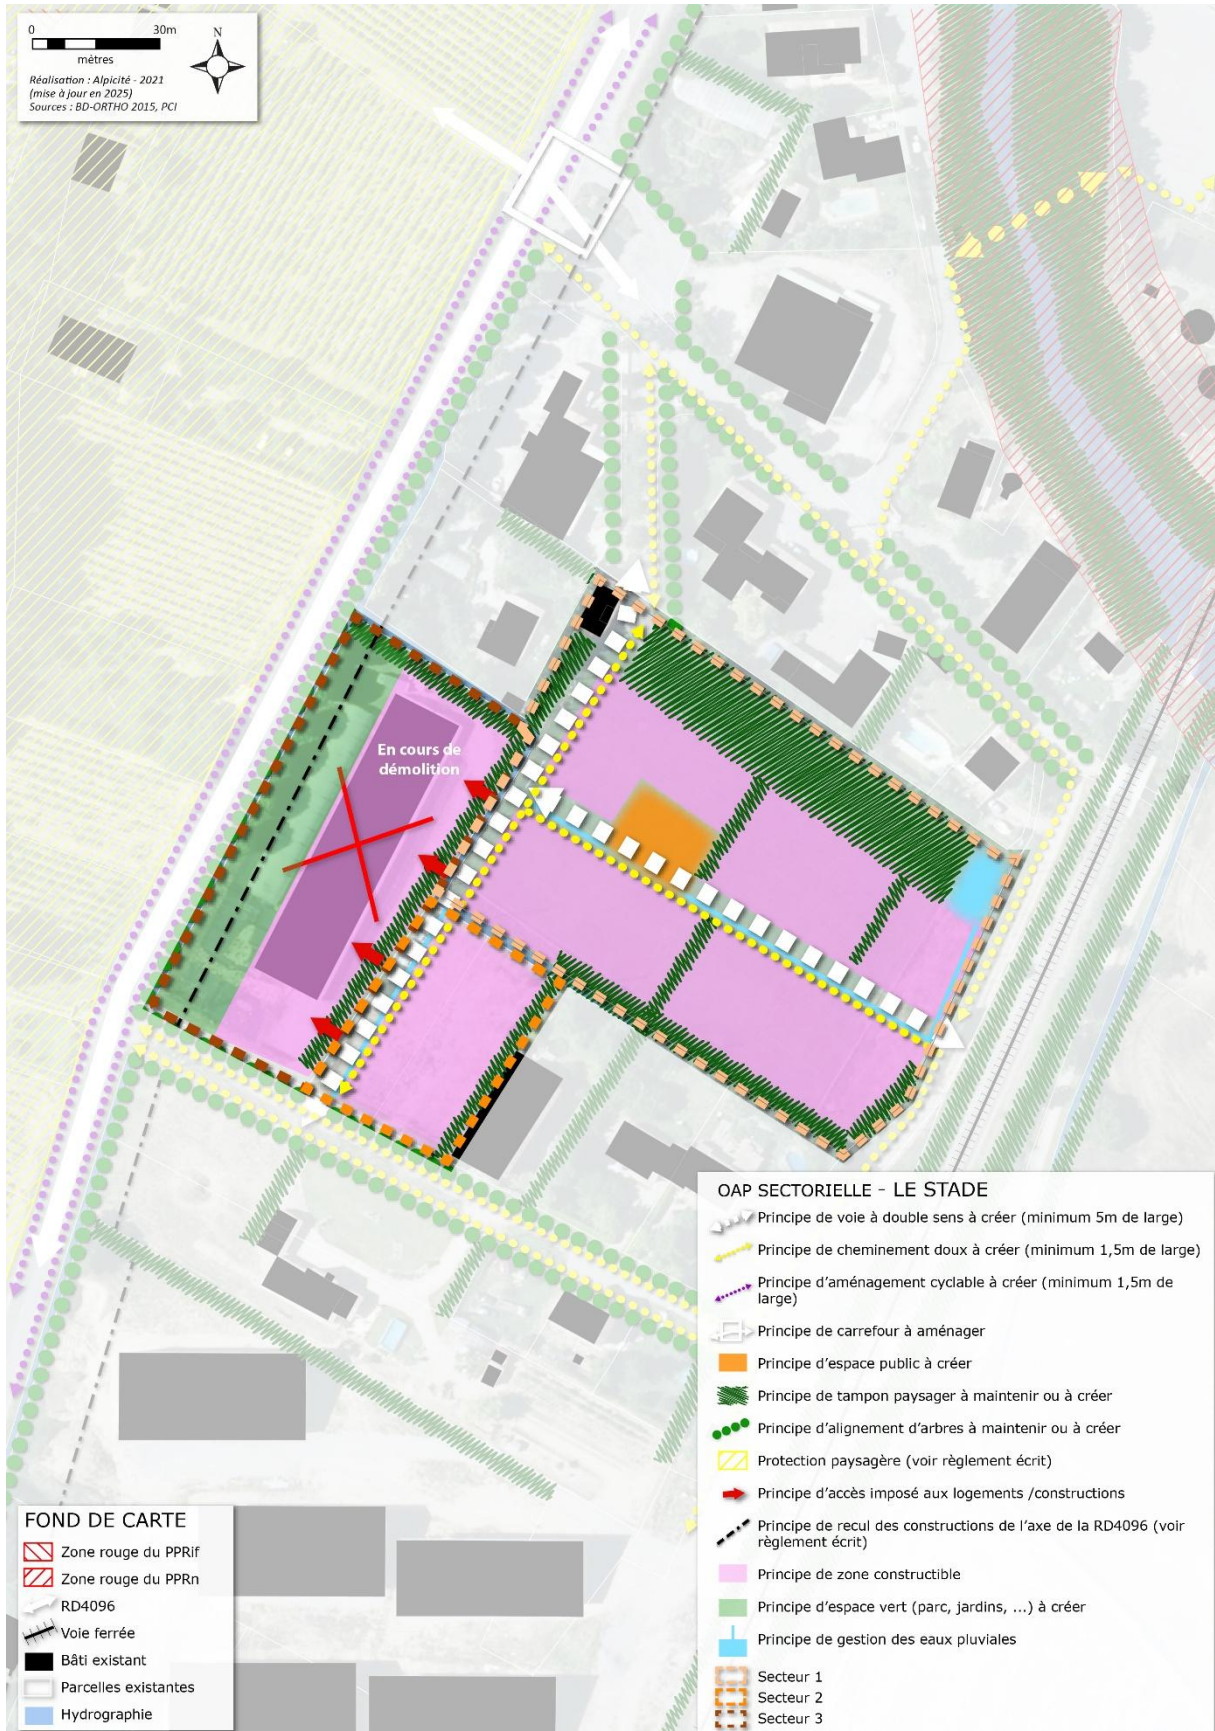 0 30m
mètres
N
Réalisation : Alpicité - 2021
(mise à jour en 2025)
Sources : BD-ORTHO 2015, PCI
En cours de
démolition
OAP SECTORIELLE - LE STADE
Principe de voie à double sens à créer (minimum 5m de large)
Principe de cheminement doux à créer (minimum 1,5m de large)
Principe d'aménagement cyclable à créer (minimum 1,5m de
large)
Principe de carrefour à aménager
Principe d'espace public à créer
Principe de tampon paysager à maintenir ou à créer
Principe d'alignement d'arbres à maintenir ou à créer
Protection paysagère (voir règlement écrit)
Principe d'accès imposé aux logements /constructions
Principe de recul des constructions de l'axe de la RD4096 (voir
règlement écrit)
Principe de zone constructible
Principe d'espace vert (parc, jardins, ...) à créer
Principe de gestion des eaux pluviales
Secteur 1
Secteur 2
Secteur 3
FOND DE CARTE
Zone rouge du PPRif
Zone rouge du PPRn
RD4096
Voie ferrée
Bâti existant
Parcelles existantes
Hydrographie